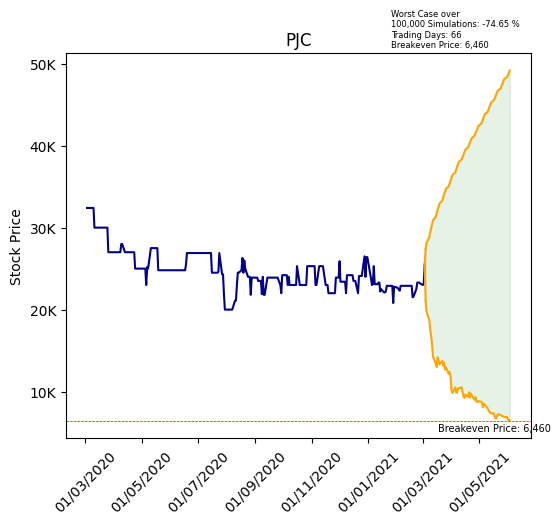 Worst Case over
100,000 Simulations: -74.65 %
Trading Days: 66
Breakeven Price: 6,460
PJC
50K
40K
30K
20K
10K
Stock Price
Breakeven Price: 6,460
01/03/2020
01/05/2020
01/07/2020
01/09/2020
01/11/2020
01/01/2021
01/03/2021
01/05/2021